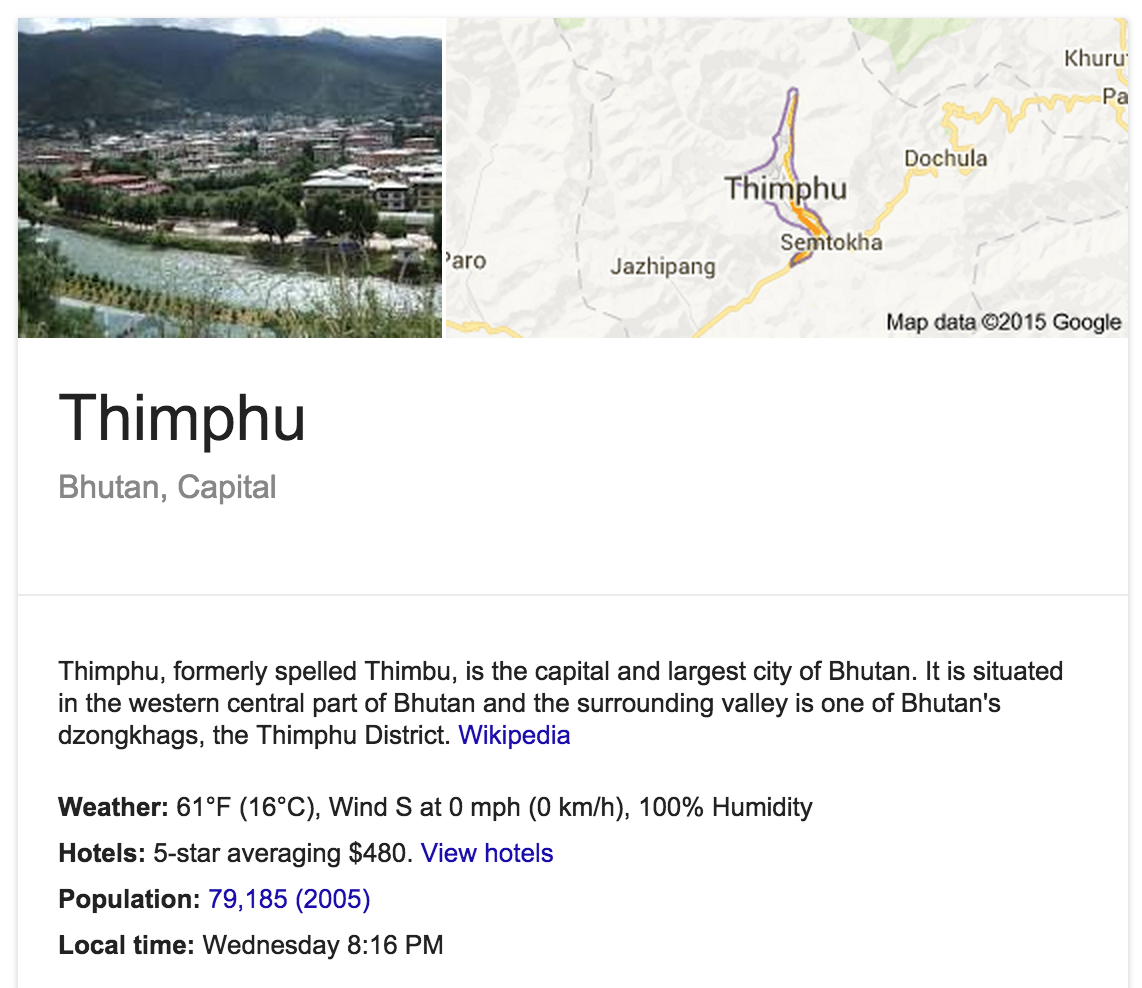 Khuru
Pa
Dochula
Thimphu
Semtokha
Paro
Jazhipang
Map data ©2015 Google
Thimphu
Bhutan, Capital
Thimphu, formerly spelled Thimbu, is the capital and largest city of Bhutan. It is situated
in the western central part of Bhutan and the surrounding valley is one of Bhutan's
dzongkhags, the Thimphu District. Wikipedia
Weather: 61°F (16°C), Wind S at 0 mph (0 km/h), 100% Humidity
Hotels: 5-star averaging $480. View hotels
Population: 79,185 (2005)
Local time: Wednesday 8:16 PM